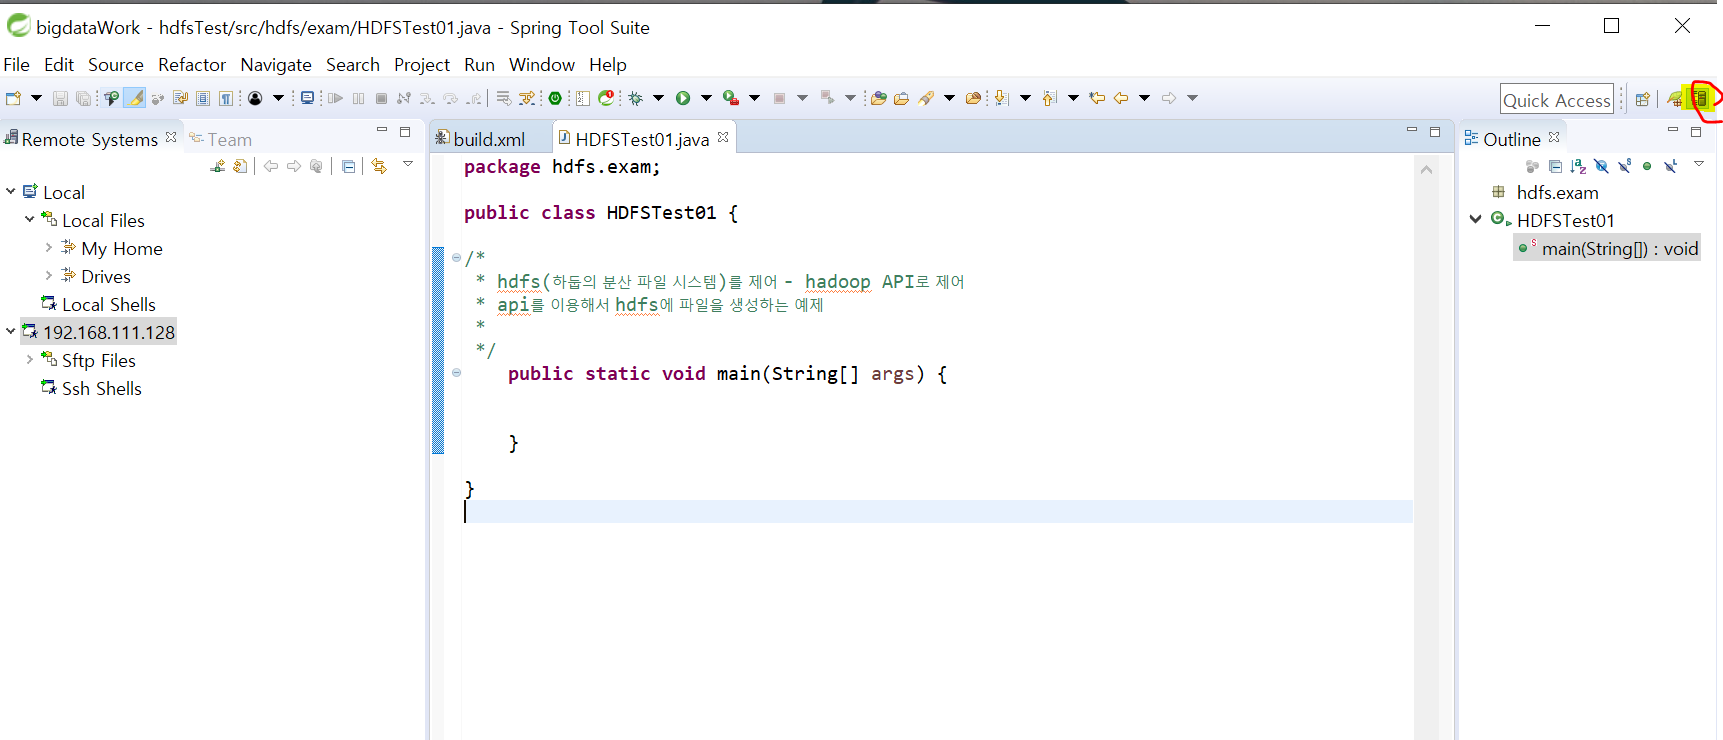 bigdataWork - hdfsTest/src/hdfs/exam/HDFSTest01.java - Spring Tool Suite
File Edit Source Refactor Navigate Search Project Run Window Help
Quick Access
Remote Systems
Team
Local
Local Files
My Home
Drives
Local Shells
192.168.111.128
Sftp Files
Ssh Shells
build.xml
HDFSTest01.java
package hdfs.exam;
public class HDFSTest01 {
/*
* hdfs(하둡의 분산 파일 시스템)를 제어 - hadoop API로 제어
* api를 이용해서 hdfs에 파일을 생성하는 예제
*
*/
public static void main(String[] args) {
}
}
Outline
hdfs.exam
HDFSTest01
main(String[]) : void